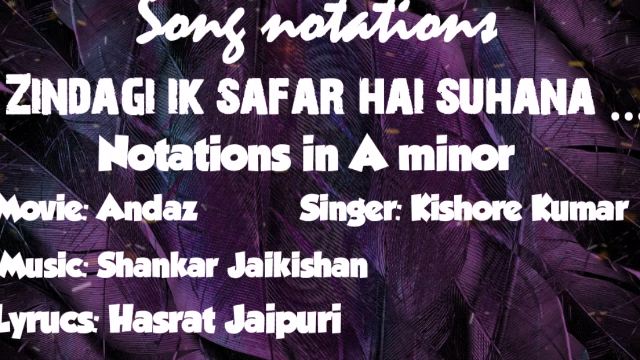 Song notations
Zindagi ik safar hai suhana ...
Notations in A minor
Movie: Andaz Singer: Kishore Kumar
Music: Shankar Jaikishan
Lyrucs: Hasrat Jaipuri